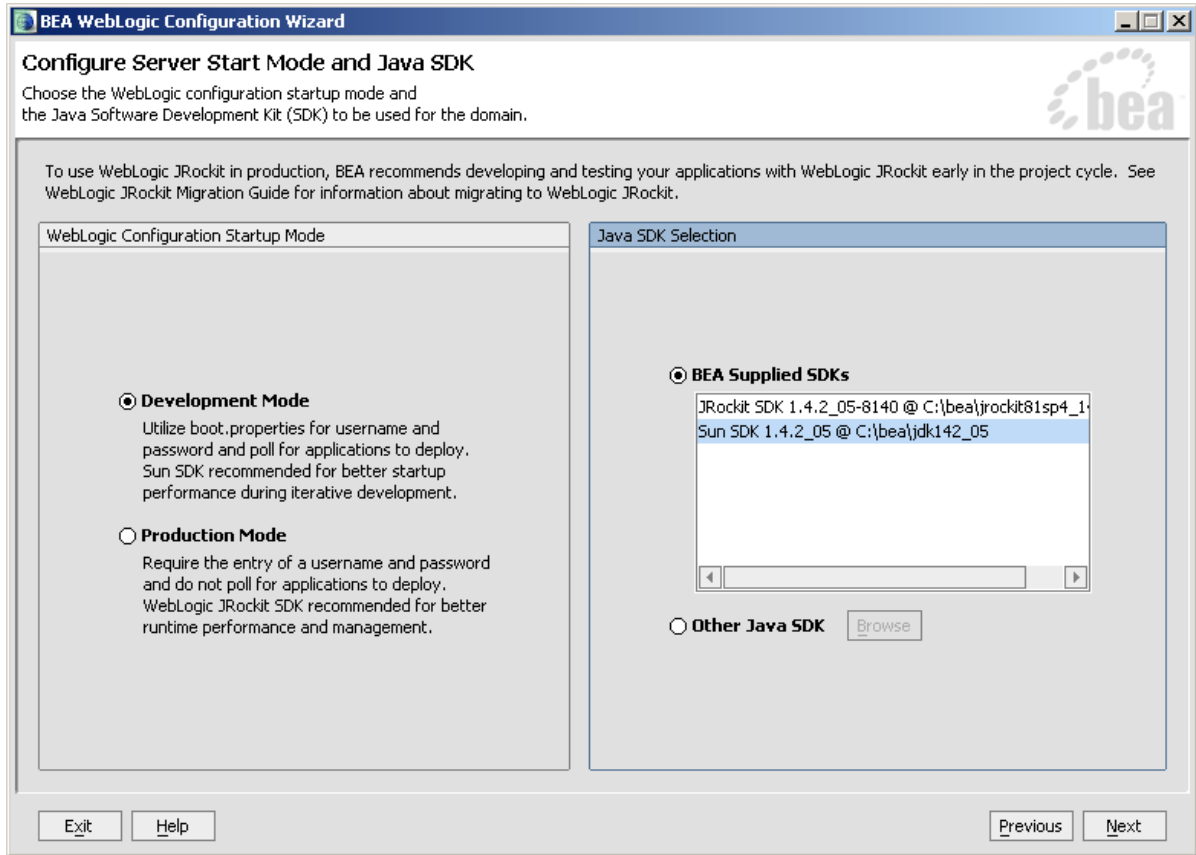 BEA WebLogic Configuration Wizard
Configure Server Start Mode and Java SDK
Choose the WebLogic configuration startup mode and
the Java Software Development Kit (SDK) to be used for the domain.
bea
To use WebLogic JRockit in production, BEA recommends developing and testing your applications with WebLogic JRockit early in the project cycle. See
WebLogic JRockit Migration Guide for information about migrating to WebLogic JRockit.
WebLogic Configuration Startup Mode
Development Mode
Utilize boot.properties for username and
password and poll for applications to deploy.
Sun SDK recommended for better startup
performance during iterative development.
Production Mode
Require the entry of a username and password
and do not poll for applications to deploy.
WebLogic JRockit SDK recommended for better
runtime performance and management.
Java SDK Selection
BEA Supplied SDKs
JRockit SDK 1.4.2_05-8140 @ C:\bea\jrockit81sp4_1
Sun SDK 1.4.2_05 @ C:\bea\jdk142_05
Other Java SDK
Browse
Exit
Help
Previous
Next